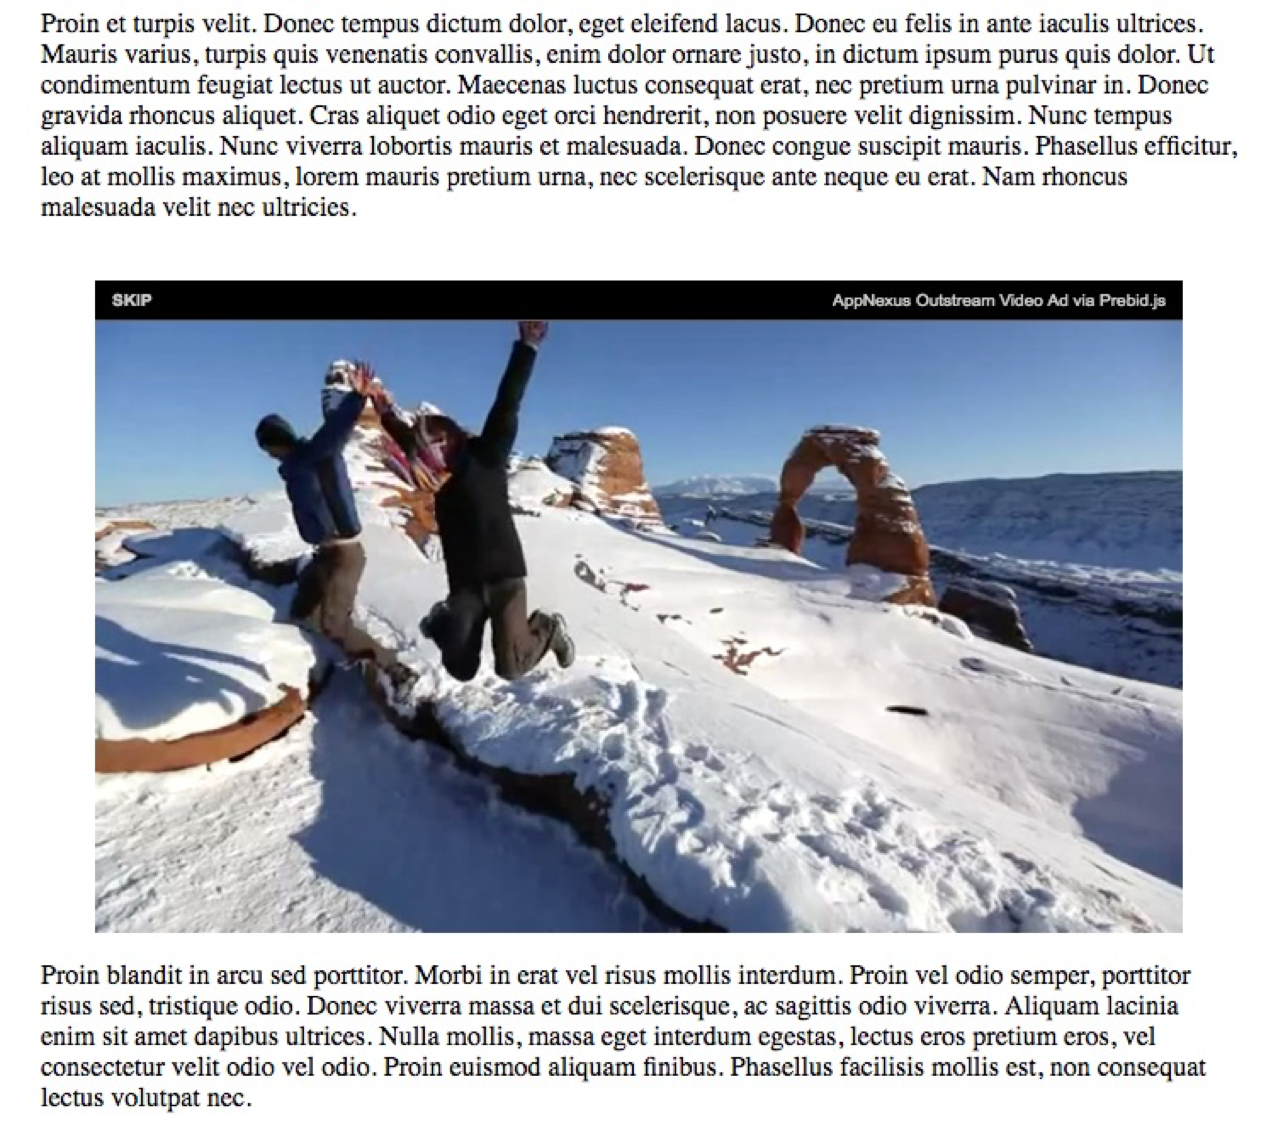 Proin et turpis velit. Donec tempus dictum dolor, eget eleifend lacus. Donec eu felis in ante iaculis ultrices.
Mauris varius, turpis quis venenatis convallis, enim dolor ornare justo, in dictum ipsum purus quis dolor. Ut
condimentum feugiat lectus ut auctor. Maecenas luctus consequat erat, nec pretium urna pulvinar in. Donec
gravida rhoncus aliquet. Cras aliquet odio eget orci hendrerit, non posuere velit dignissim. Nunc tempus
aliquam iaculis. Nunc viverra lobortis mauris et malesuada. Donec congue suscipit mauris. Phasellus efficitur,
leo at mollis maximus, lorem mauris pretium urna, nec scelerisque ante neque eu erat. Nam rhoncus
malesuada velit nec ultricies.
SKIP AppNexus Outstream Video Ad via Prebid.js
Proin blandit in arcu sed porttitor. Morbi in erat vel risus mollis interdum. Proin vel odio semper, porttitor
risus sed, tristique odio. Donec viverra massa et dui scelerisque, ac sagittis odio viverra. Aliquam lacinia
enim sit amet dapibus ultrices. Nulla mollis, massa eget interdum egestas, lectus eros pretium eros, vel
consectetur velit odio vel odio. Proin euismod aliquam finibus. Phasellus facilisis mollis est, non consequat
lectus volutpat nec.